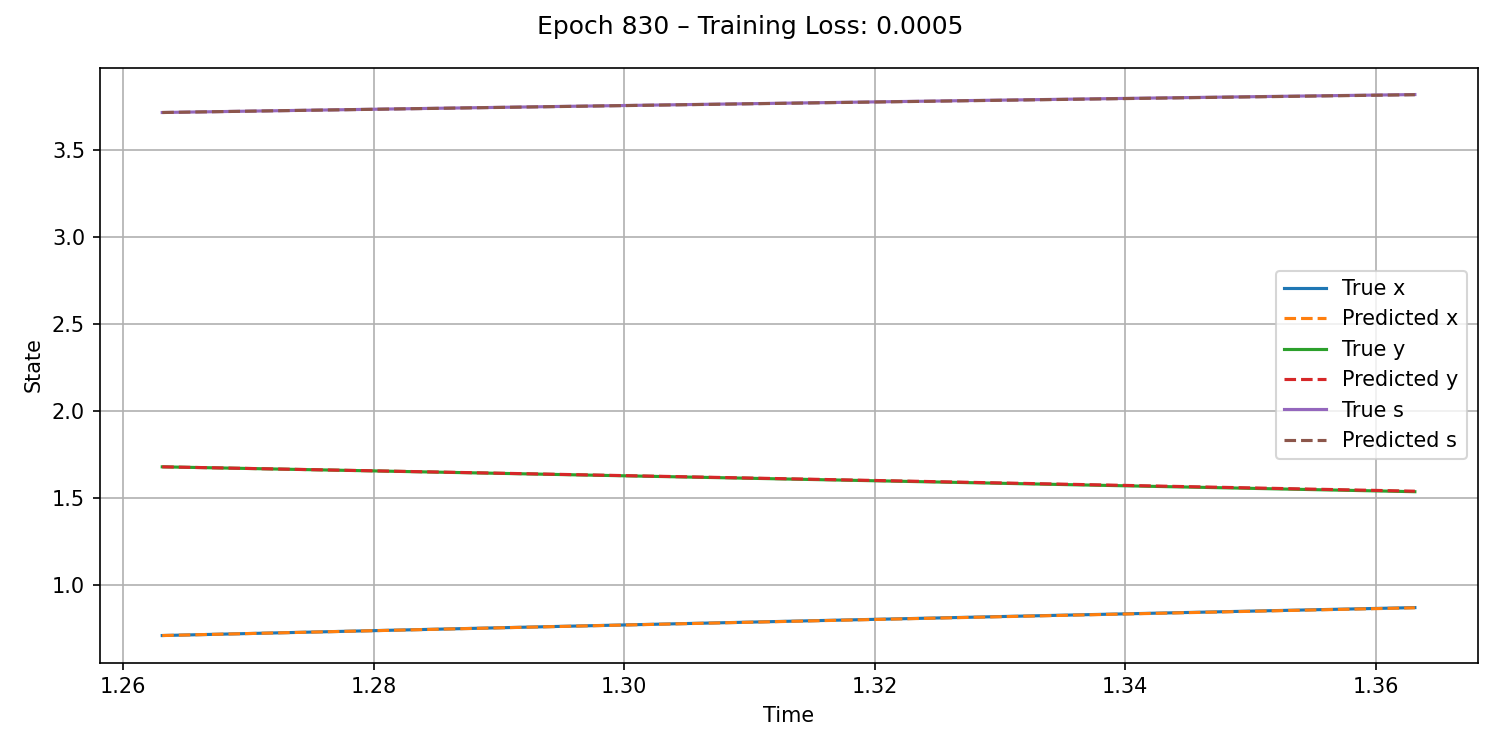 Epoch 830 – Training Loss: 0.0005
3.5
3.0
2.5
2.0
1.5
1.0
State
True x
Predicted x
True y
Predicted y
True s
Predicted s
1.26 1.28 1.30 1.32 1.34 1.36
Time